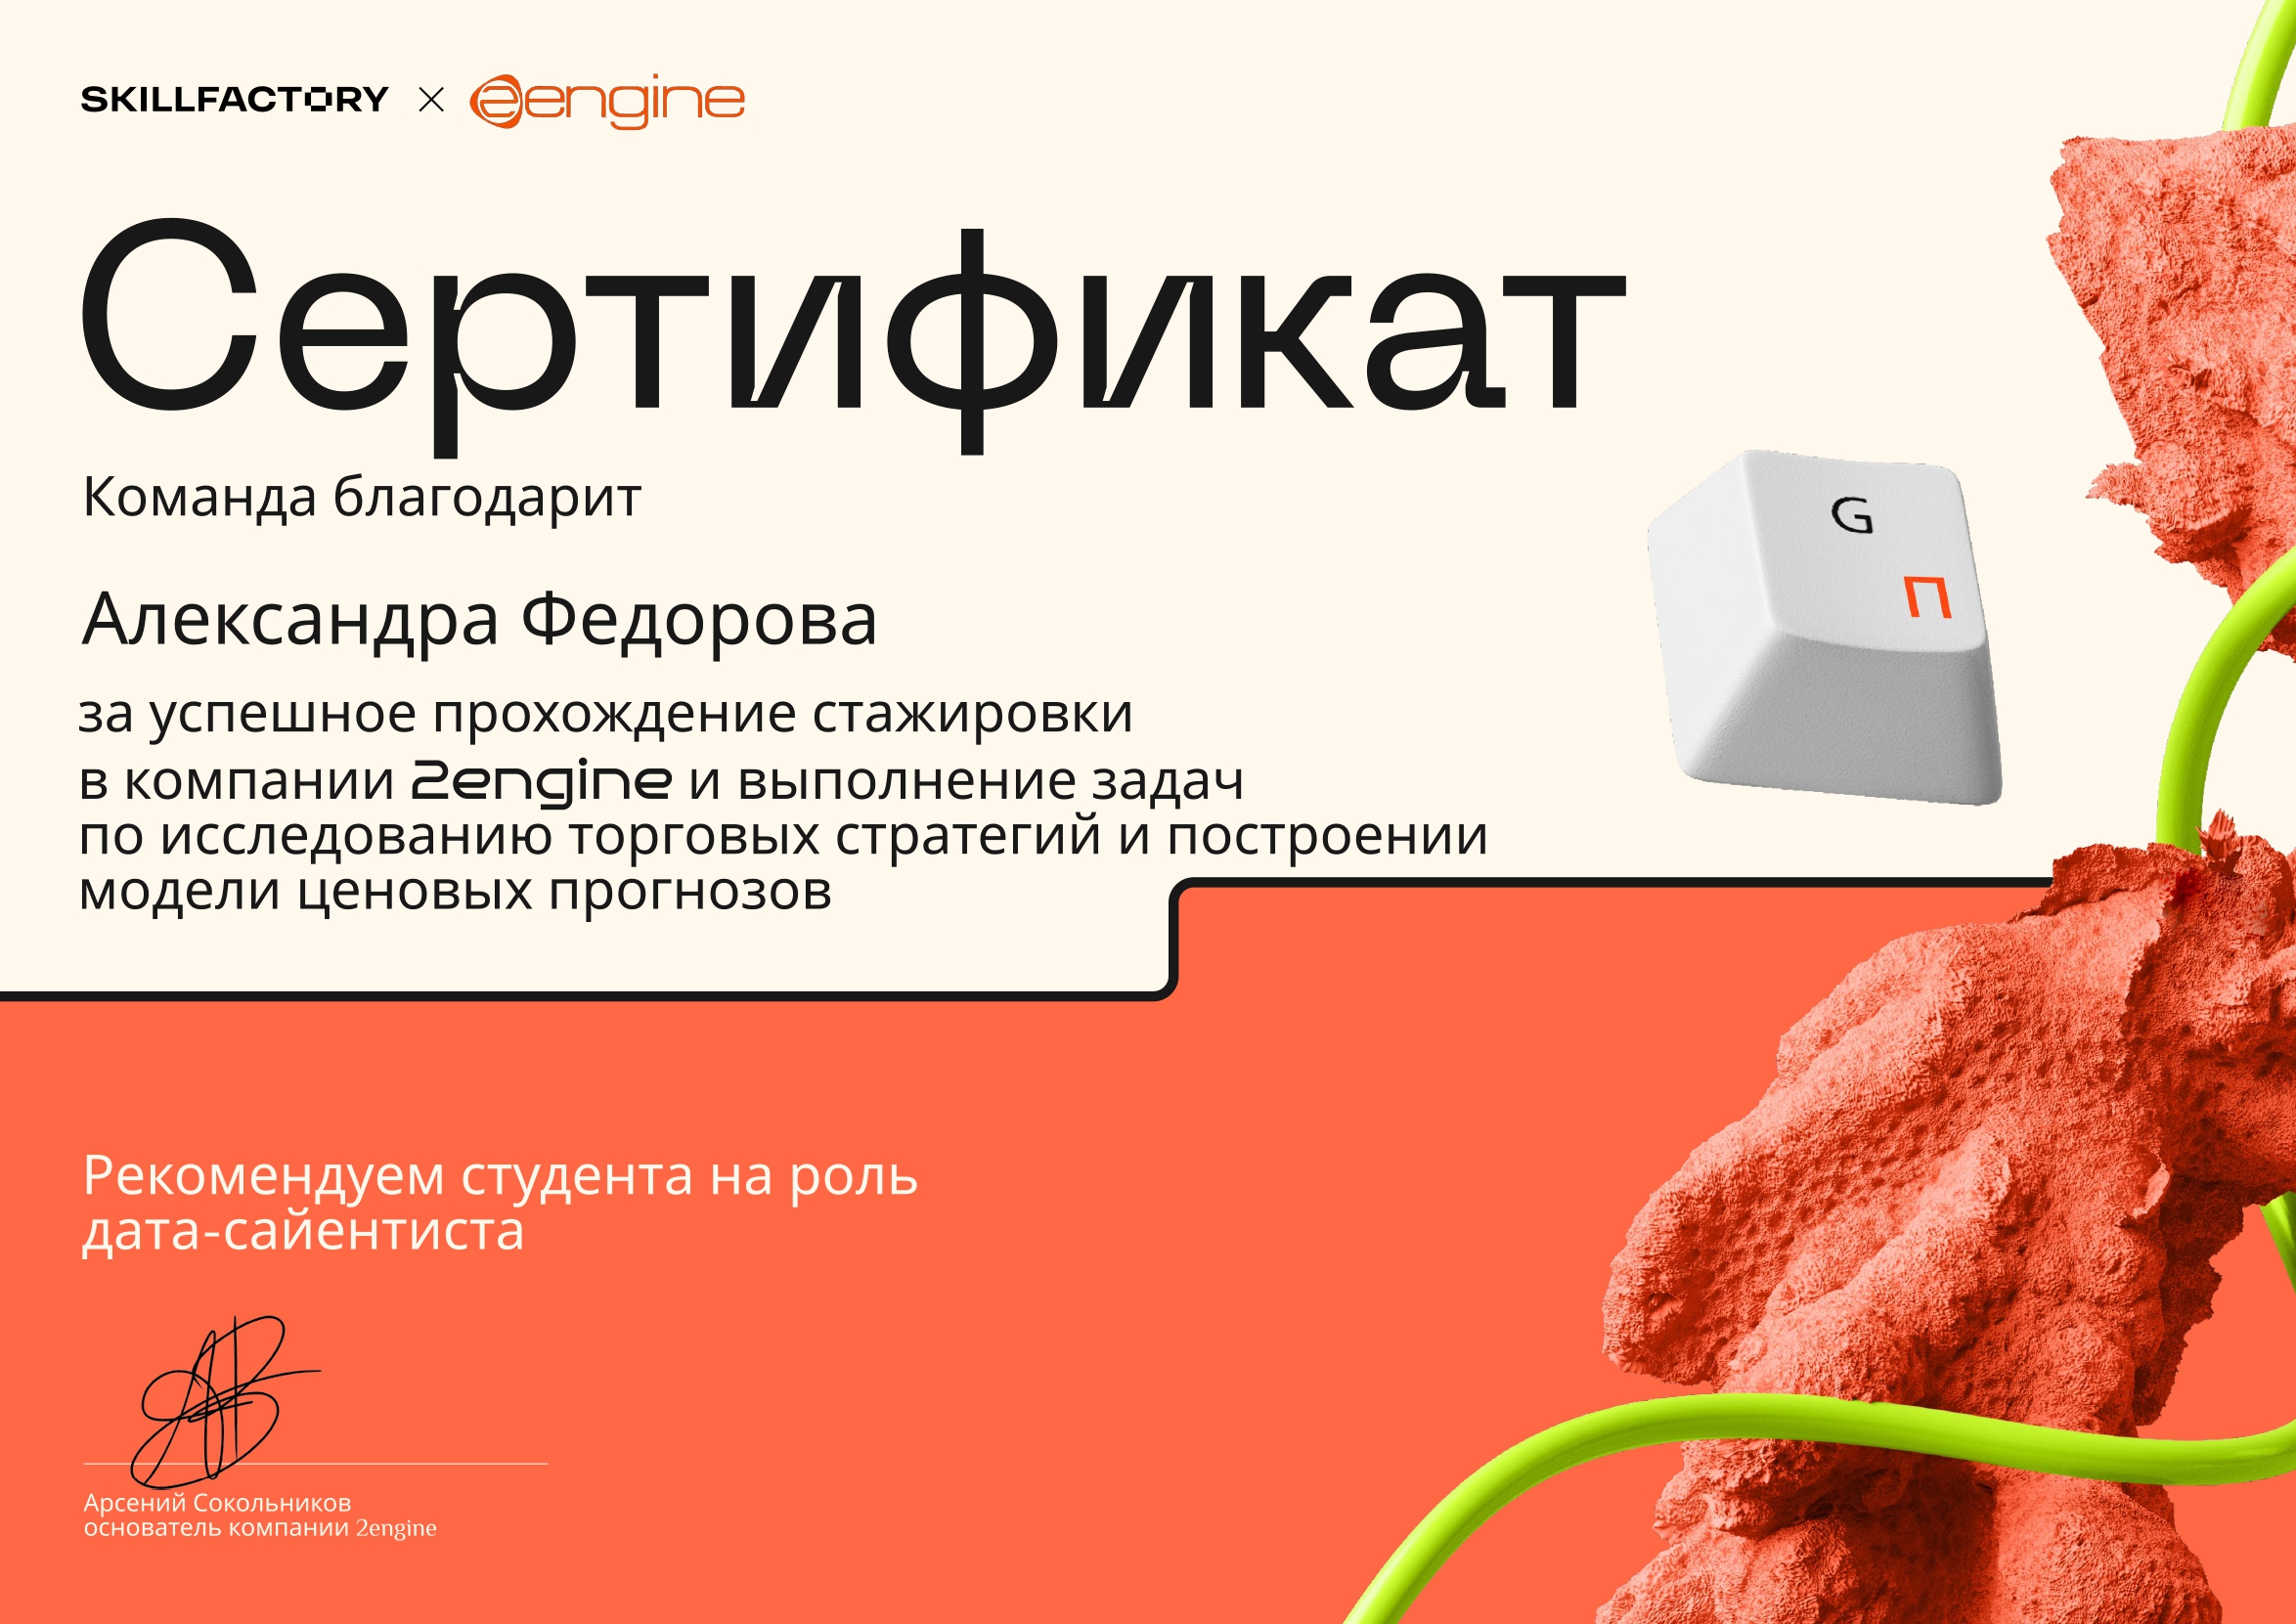 SKILLFACTORY × 2engine
Сертификат
Команда благодарит
Александра Федорова
за успешное прохождение стажировки
в компании 2engine и выполнение задач
по исследованию торговых стратегий и построении
модели ценовых прогнозов
G
П
Рекомендуем студента на роль
дата-сайентиста
Арсений Сокольников
основатель компании 2engine